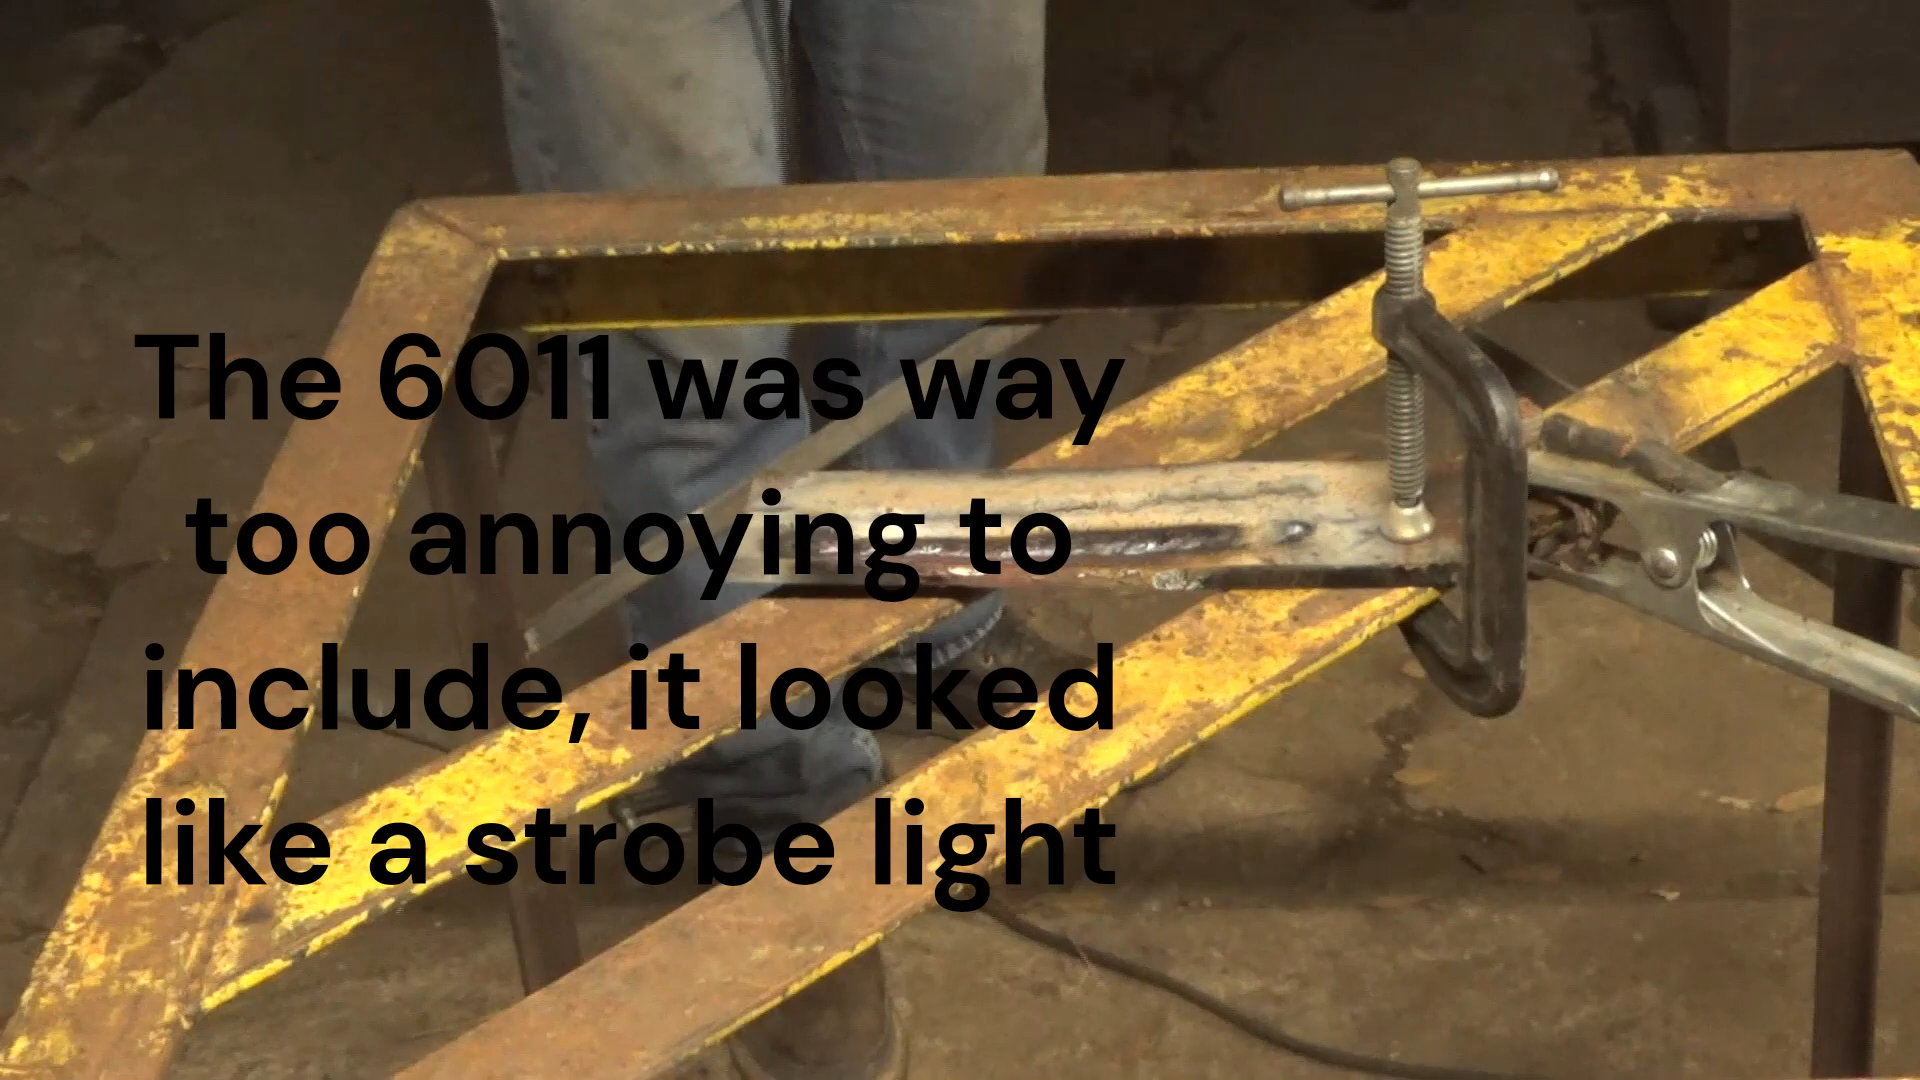 The 6011 was way
too annoying to
include, it looked
like a strobe light